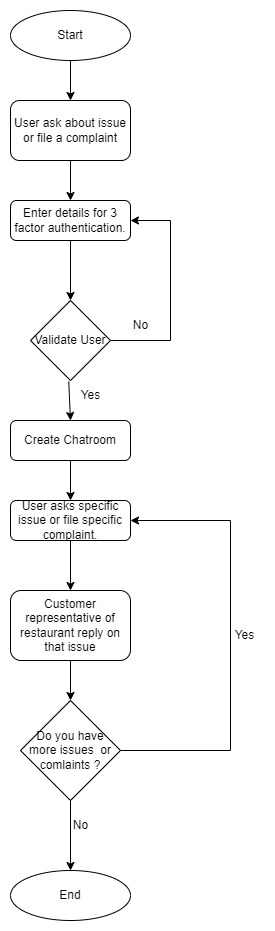 Start
User ask about issue
or file a complaint
Enter details for 3
factor authentication.
No
Validate User
Yes
Create Chatroom
User asks specific
issue or file specific
complaint.
Customer
representative of
restaurant reply on
that issue
Yes
Do you have
more issues or
comlaints ?
No
End